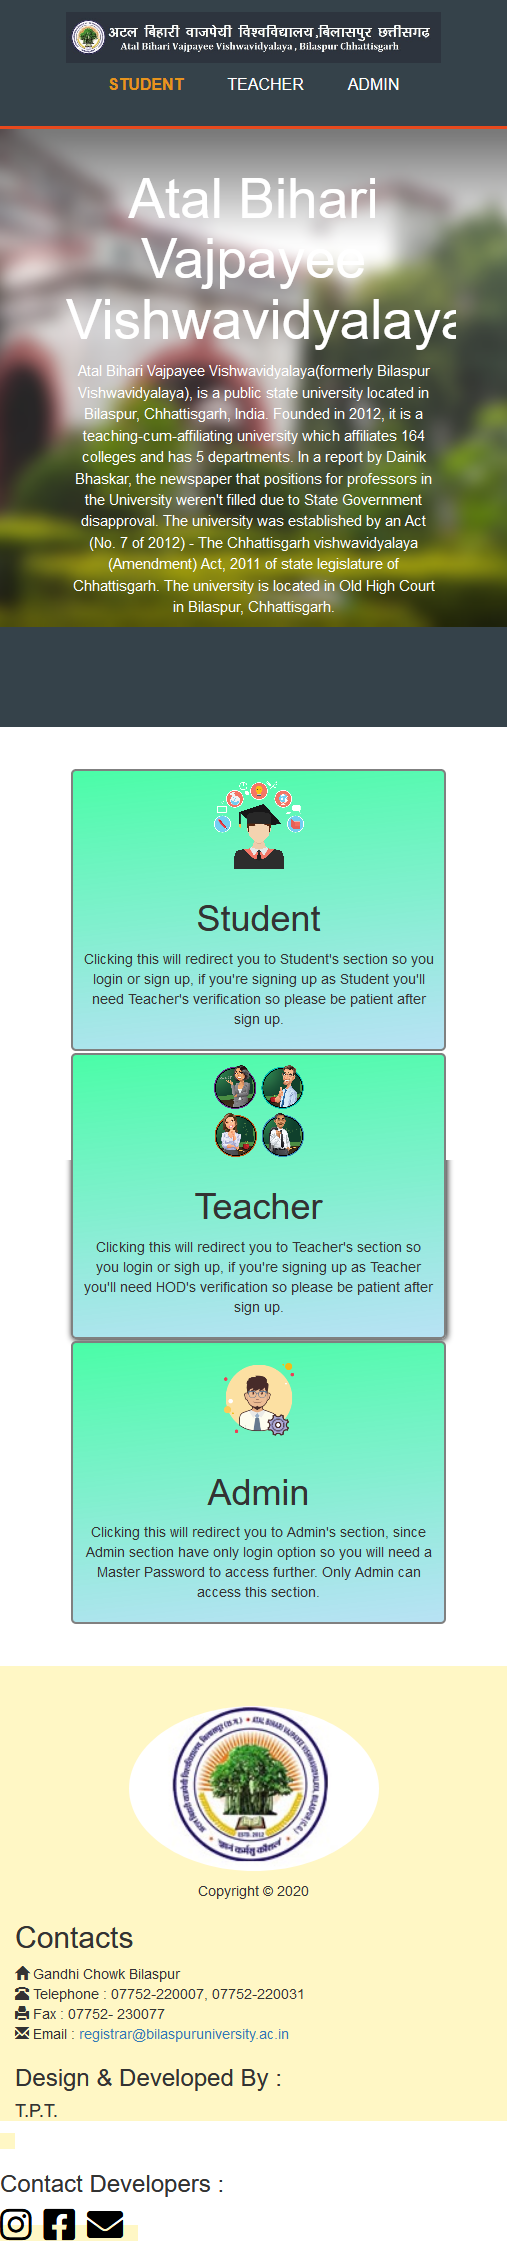 अटल बिहारी वाजपेयी विश्वविद्यालय,बिलासपुर छत्तीसगढ़
Atal Bihari Vajpayee Vishwavidyalaya , Bilaspur Chhattisgarh
STUDENT TEACHER ADMIN
Atal Bihari
Vajpayee
Vishwavidyalaya
Atal Bihari Vajpayee Vishwavidyalaya(formerly Bilaspur
Vishwavidyalaya), is a public state university located in
Bilaspur, Chhattisgarh, India. Founded in 2012, it is a
teaching-cum-affiliating university which affiliates 164
colleges and has 5 departments. In a report by Dainik
Bhaskar, the newspaper that positions for professors in
the University weren't filled due to State Government
disapproval. The university was established by an Act
(No. 7 of 2012) - The Chhattisgarh vishwavidyalaya
(Amendment) Act, 2011 of state legislature of
Chhattisgarh. The university is located in Old High Court
in Bilaspur, Chhattisgarh.
Student
Clicking this will redirect you to Student's section so you
login or sign up, if you're signing up as Student you'll
need Teacher's verification so please be patient after
sign up.
Teacher
Clicking this will redirect you to Teacher's section so
you login or sigh up, if you're signing up as Teacher
you'll need HOD's verification so please be patient after
sign up.
Admin
Clicking this will redirect you to Admin's section, since
Admin section have only login option so you will need a
Master Password to access further. Only Admin can
access this section.
ATAL BIHARI VAJPAYEE VISHWAVIDYALAYA, BILASPUR (C.G.)
ESTD. 2012
Copyright © 2020
Contacts
Gandhi Chowk Bilaspur
Telephone : 07752-220007, 07752-220031
Fax : 07752- 230077
Email : registrar@bilaspuruniversity.ac.in
Design & Developed By :
T.P.T.
Contact Developers :